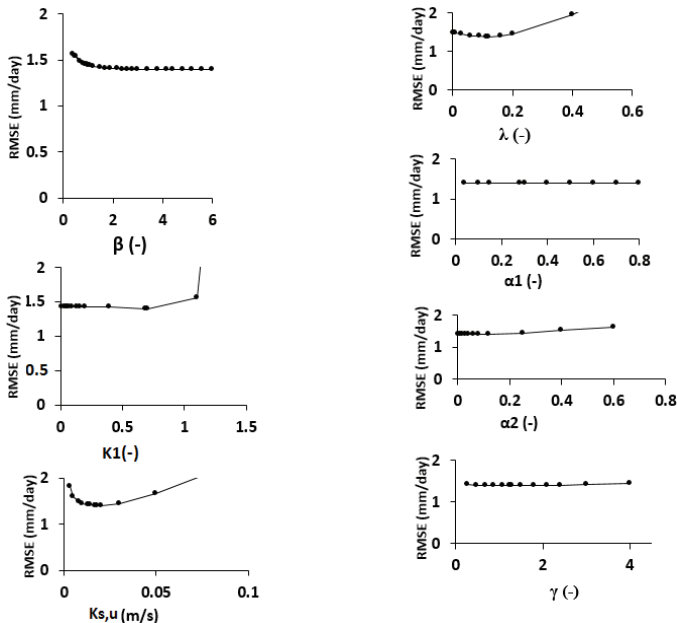 RMSE (mm/day)
2
1.5
1
0.5
0
0 2 4 6
β (-)
RMSE (mm/day)
2
1.5
1
0.5
0
0 0.5 1 1.5
K1(-)
RMSE (mm/day)
2
1
0
0 0.05 0.1
Ks,u (m/s)
RMSE (mm/day)
2
1
0
0 0.2 0.4 0.6
λ (-)
RMSE (mm/day)
2
1
0
0 0.2 0.4 0.6 0.8
α1 (-)
RMSE (mm/day)
2
1
0
0 0.2 0.4 0.6 0.8
α2 (-)
RMSE (mm/day)
2
1
0
0 2 4
γ (-)